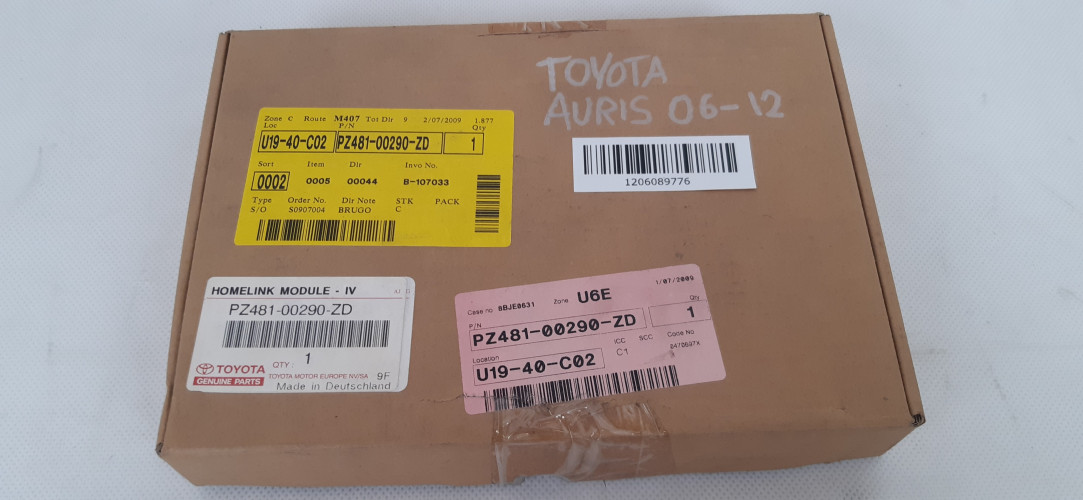 TOYOTA
AURIS 06-12
1206089776
Zone C Route M407 Tot Dir 9 2/07/2009 1.877
Loc P/N Qty
U19-40-C02 PZ481-00290-ZD 1
Sort Item Dir Invo No.
0002 0005 00044 B-107033
Type Order No. Dir Note STK PACK
S/O S0907004 BRUGO C
HOMELINK MODULE - IV
PZ481-00290-ZD
QTY : 1
TOYOTA
GENUINE PARTS
TOYOTA MOTOR EUROPE NV/SA 9F
Made in Deutschland
Case no Zone U6E 1/07/2009
P/N Qty
PZ481-00290-ZD 1
Location ICC SCC Code No
U19-40-C02 C1